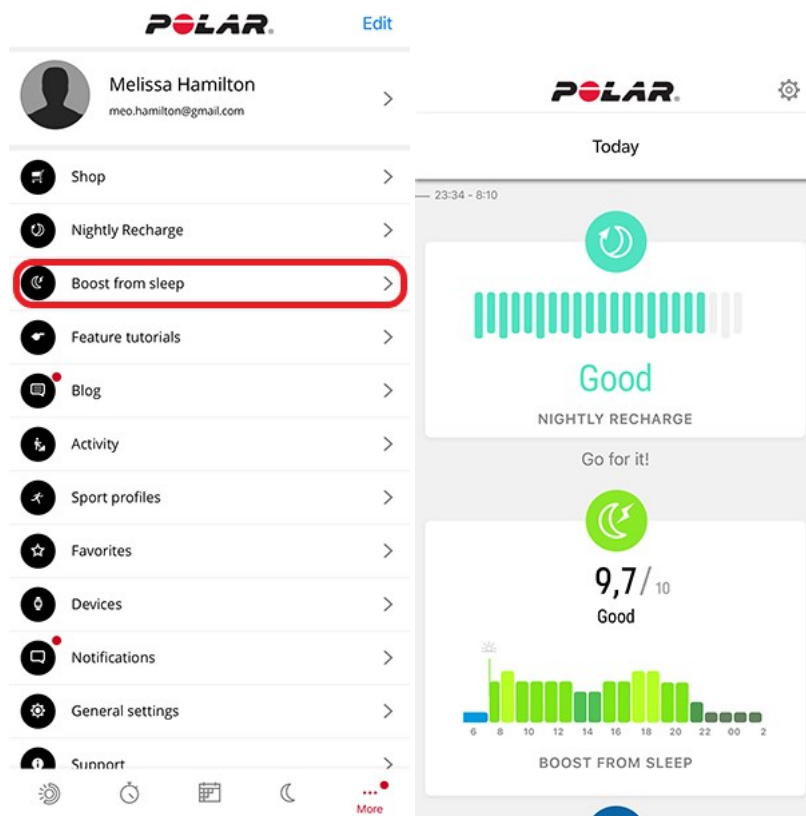 POLAR.
Edit
Melissa Hamilton
meo.hamilton@gmail.com
Shop
Nightly Recharge
Boost from sleep
Feature tutorials
Blog
Activity
Sport profiles
Favorites
Devices
Notifications
General settings
Support
More
POLAR.
Today
23:34 - 8:10
Good
NIGHTLY RECHARGE
Go for it!
9,7/ 10
Good
6 8 10 12 14 16 18 20 22 00 2
BOOST FROM SLEEP